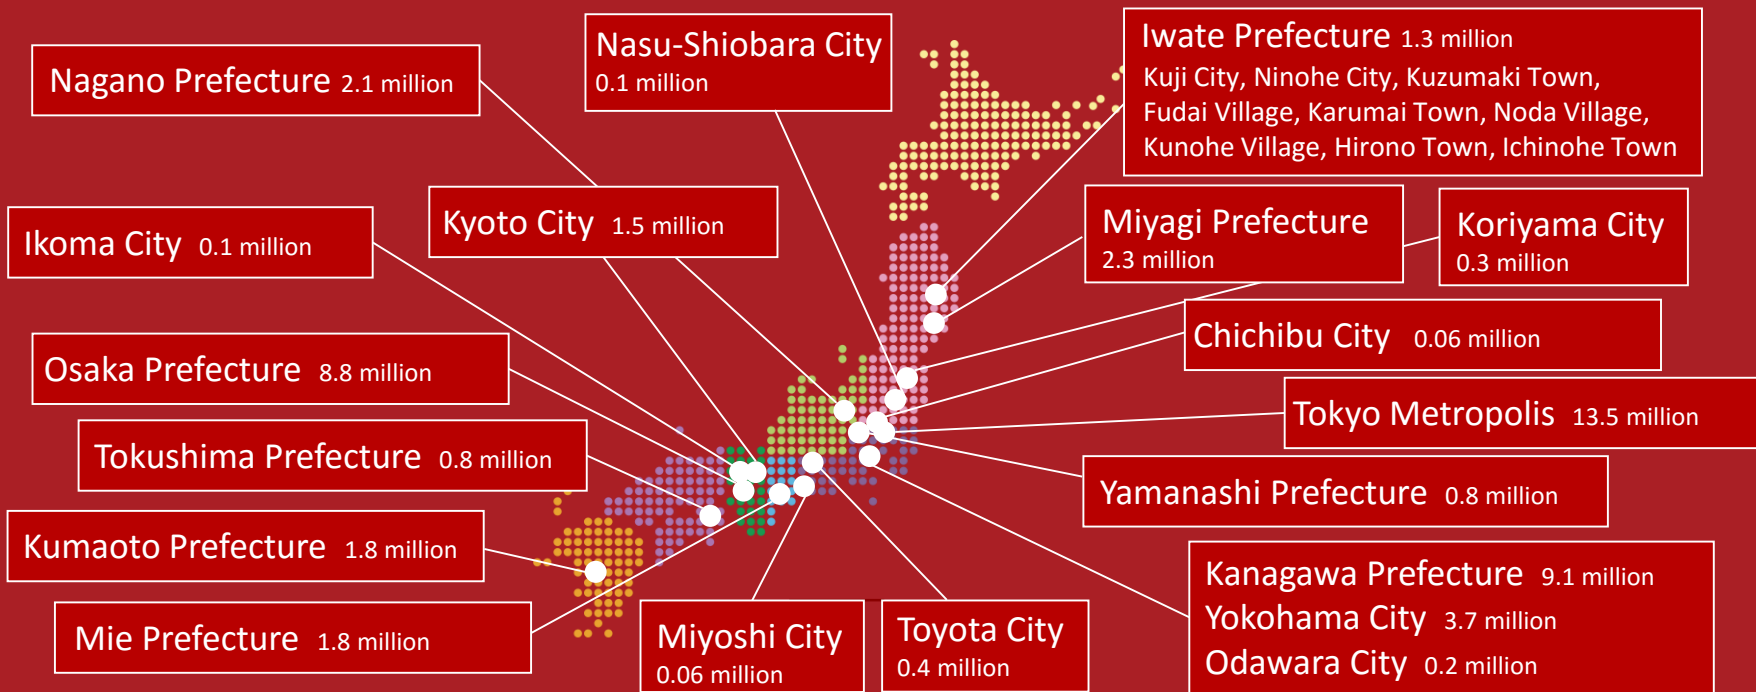 Nasu-Shiobara City
0.1 million
Iwate Prefecture 1.3 million
Kuji City, Ninohe City, Kuzumaki Town,
Fudai Village, Karumai Town, Noda Village,
Kunohe Village, Hirono Town, Ichinohe Town
Nagano Prefecture 2.1 million
Kyoto City 1.5 million
Miyagi Prefecture
2.3 million
Koriyama City
0.3 million
Ikoma City 0.1 million
Chichibu City 0.06 million
Osaka Prefecture 8.8 million
Tokyo Metropolis 13.5 million
Tokushima Prefecture 0.8 million
Yamanashi Prefecture 0.8 million
Kumaoto Prefecture 1.8 million
Kanagawa Prefecture 9.1 million
Yokohama City 3.7 million
Odawara City 0.2 million
Mie Prefecture 1.8 million
Miyoshi City
0.06 million
Toyota City
0.4 million